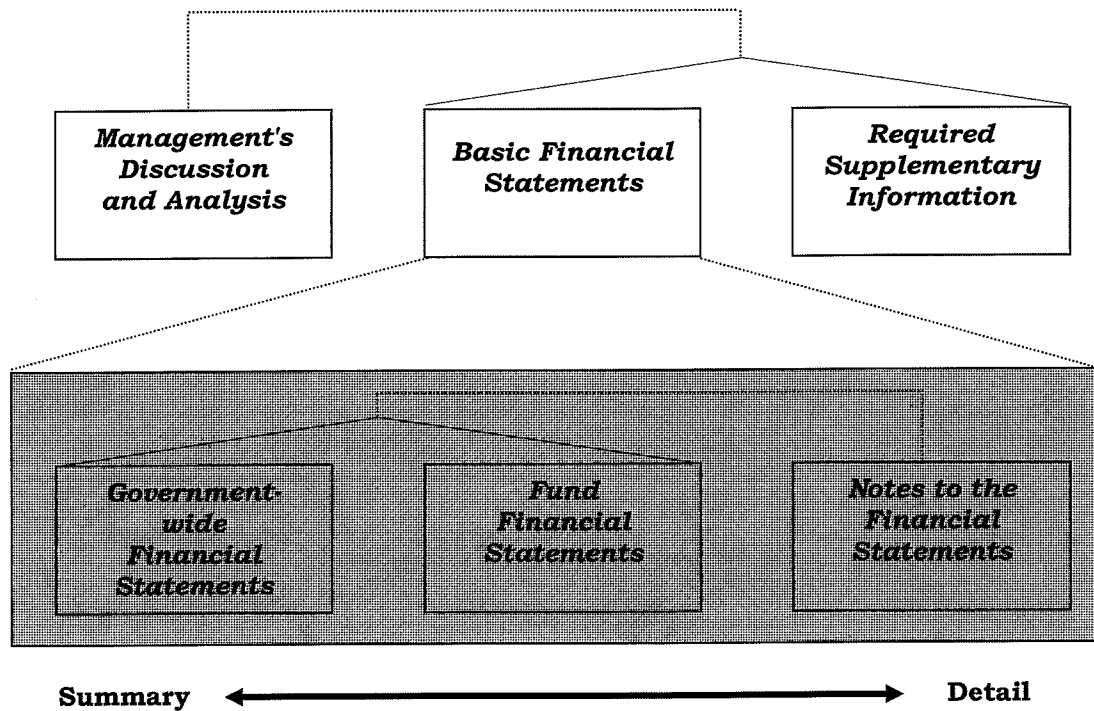 Management's
Discussion
and Analysis
Basic Financial
Statements
Required
Supplementary
Information
Government-
wide
Financial
Statements
Fund
Financial
Statements
Notes to the
Financial
Statements
Summary
Detail